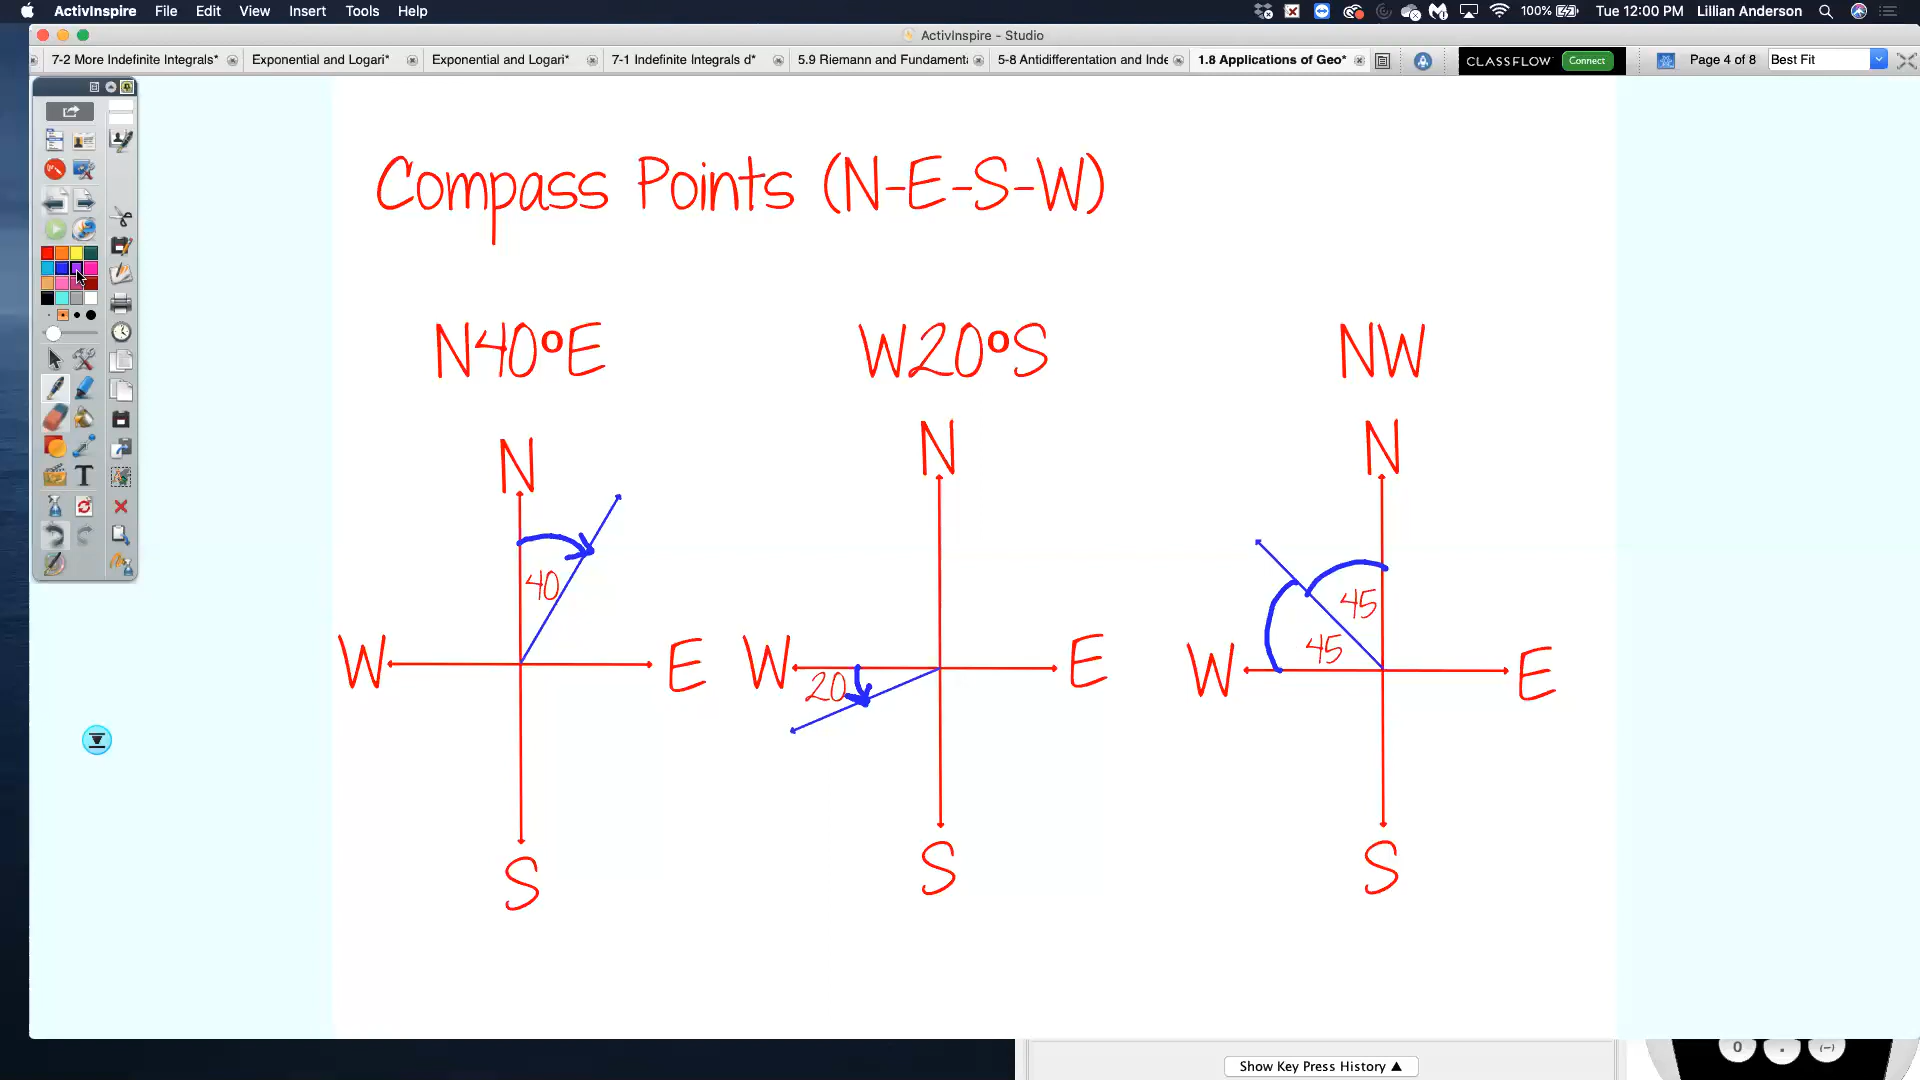 ActivInspire File Edit View Insert Tools Help 100% Tue 12:00 PM Lillian Anderson
ActivInspire - Studio
7-2 More Indefinite Integrals* Exponential and Logari* Exponential and Logari* 7-1 Indefinite Integrals d* 5.9 Riemann and Fundament 5-8 Antidifferentation and Inde 1.8 Applications of Geo* CLASSFLOW Connect Page 4 of 8 Best Fit
Compass Points (N-E-S-W)
N40°E W20°S NW
N N N
40 45
45
W E W E W E
20
S S S
T
0 . (-)
Show Key Press History ▲